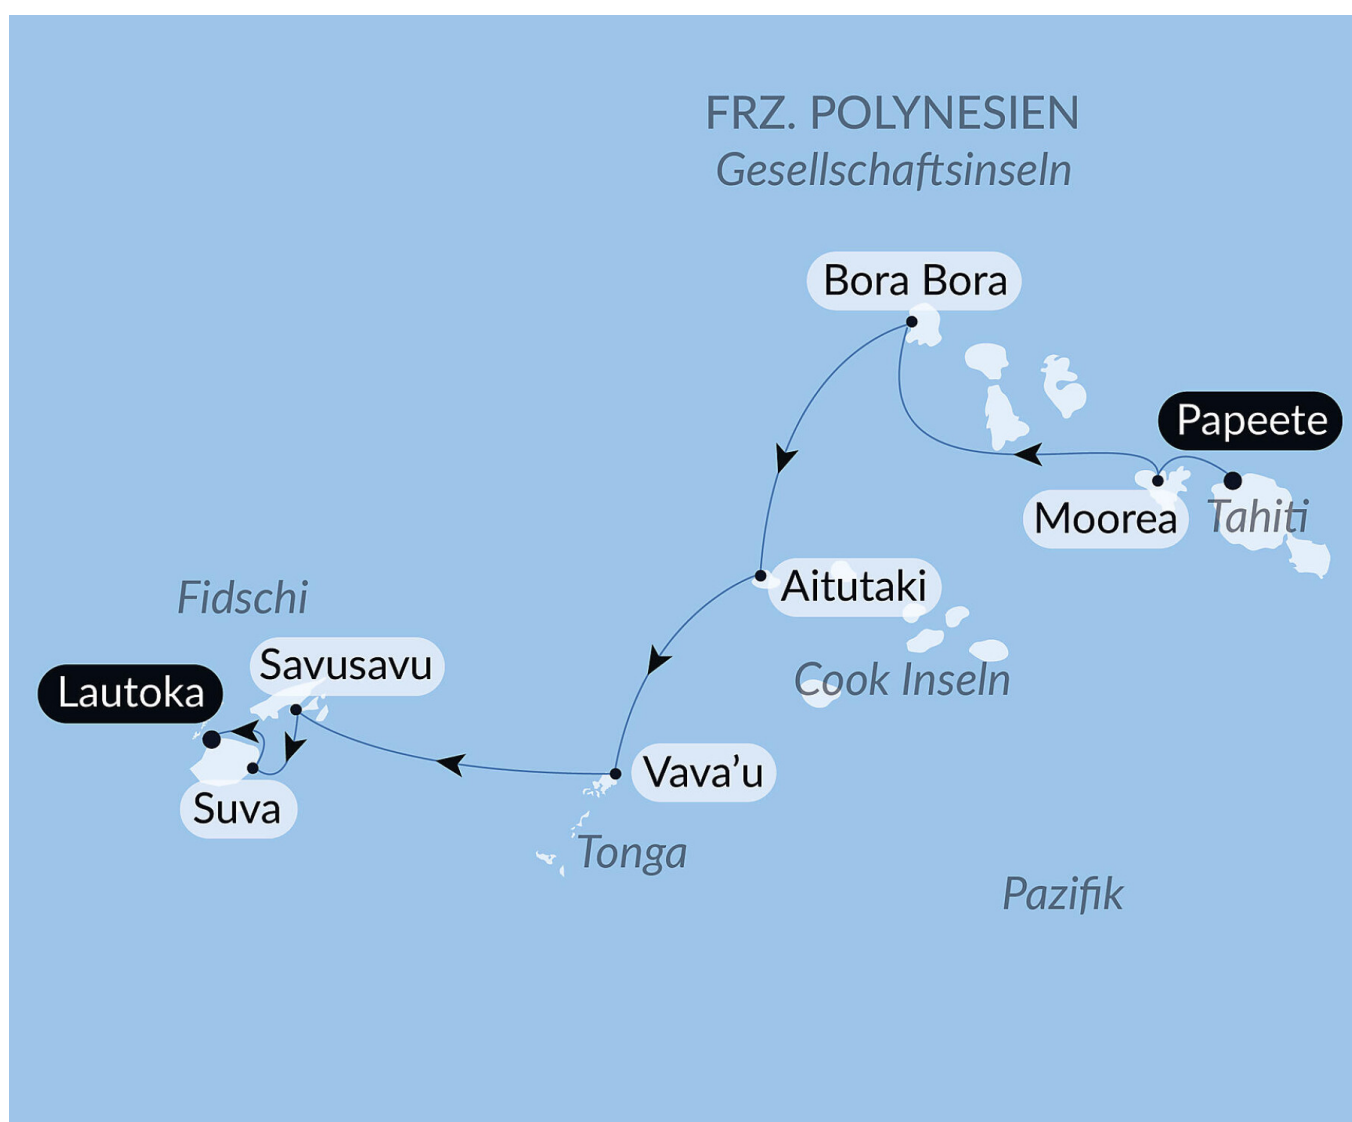 FRZ. POLYNESIEN
Gesellschaftsinseln
Bora Bora
Papeete
Moorea
Tahiti
Aitutaki
Fidschi
Savusavu
Cook Inseln
Lautoka
Vava’u
Suva
Tonga
Pazifik